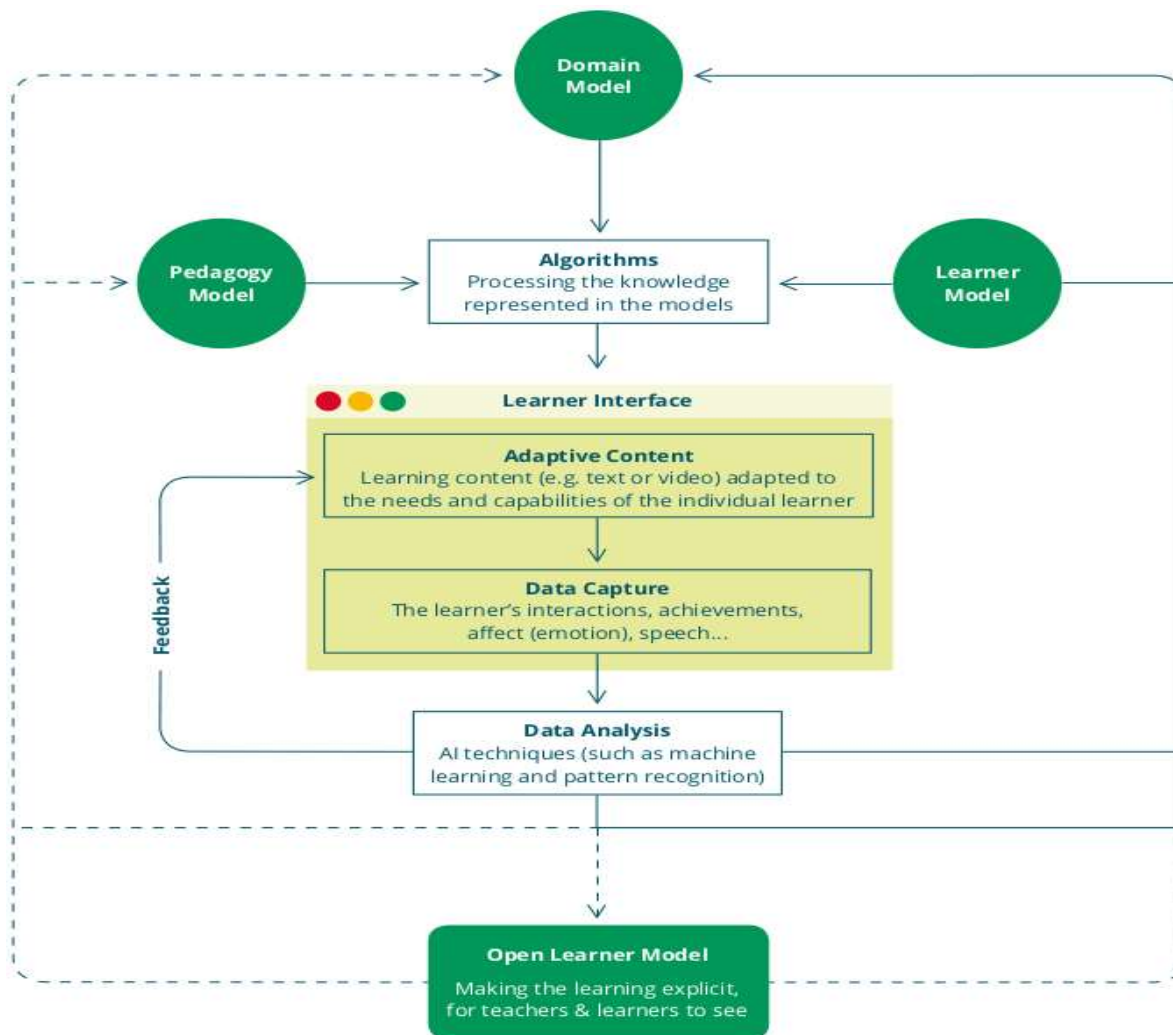 Domain
Model
Pedagogy
Model
Algorithms
Processing the knowledge
represented in the models
Learner
Model
Learner Interface
Adaptive Content
Learning content (e.g. text or video) adapted to
the needs and capabilities of the individual learner
Data Capture
The learner’s interactions, achievements,
affect (emotion), speech...
Feedback
Data Analysis
AI techniques (such as machine
learning and pattern recognition)
Open Learner Model
Making the learning explicit,
for teachers & learners to see